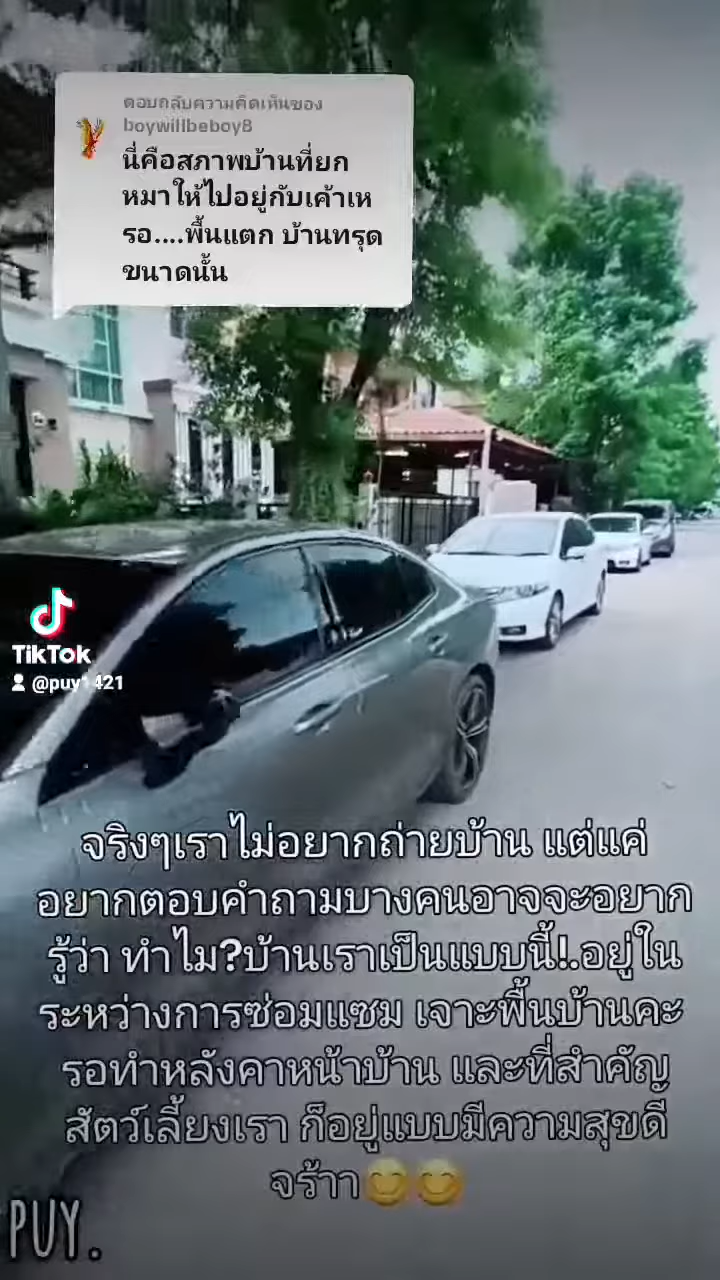 ตอบกลับความคิดเห็นของ
boywillbeboy8
นี่คือสภาพบ้านที่ยก
หมาให้ไปอยู่กับเค้าเห
รอ....พื้นแตก บ้านทรุด
ขนาดนั้น
TikTok
@puy1421
จริงๆเราไม่อยากถ่ายบ้าน แต่แค่
อยากตอบคำถามบางคนอาจจะอยาก
รู้ว่า ทำไม?บ้านเราเป็นแบบนี้!.อยู่ใน
ระหว่างการซ่อมแซม เจาะพื้นบ้านคะ
รอทำหลังคาหน้าบ้าน และที่สำคัญ
สัตว์เลี้ยงเรา ก็อยู่แบบมีความสุขดี
จร้าา😊😊
PUY.